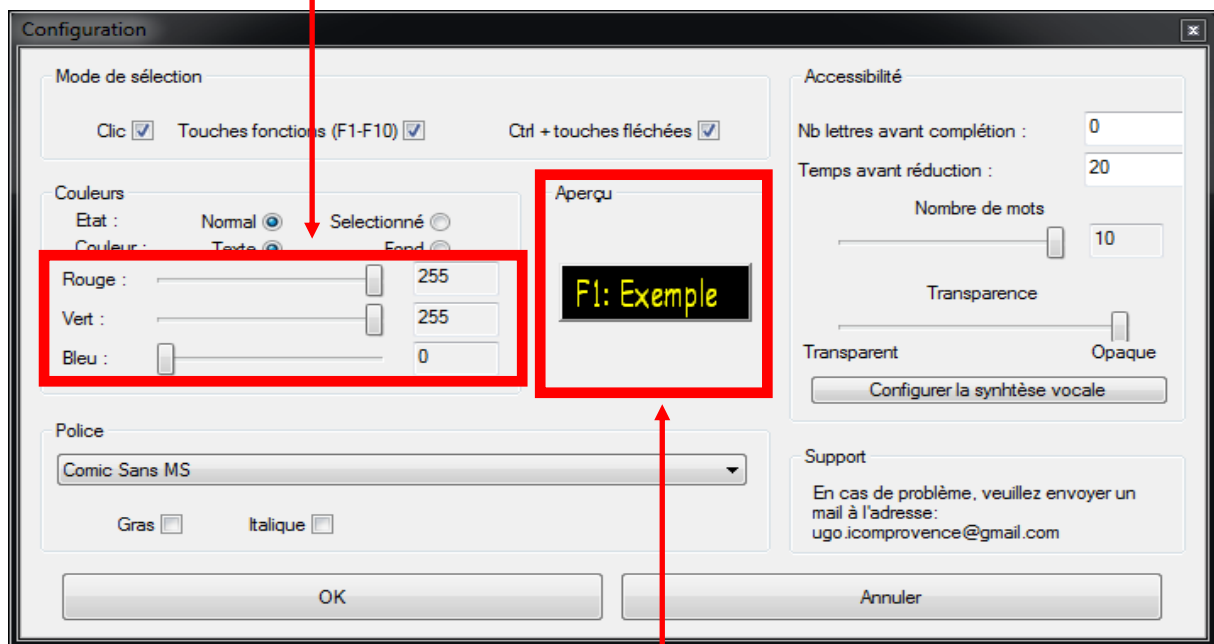 Configuration
Mode de sélection
Clic
Touches fonctions (F1-F10)
Ctrl + touches fléchées
Couleurs
Etat :
Normal
Selectionné
Couleur :
Texte
Fond
Rouge :
255
Vert :
255
Bleu :
0
Aperçu
F1: Exemple
Police
Comic Sans MS
Gras
Italique
Accessibilité
Nb lettres avant complétion :
0
Temps avant réduction :
20
Nombre de mots
10
Transparence
Transparent
Opaque
Configurer la synhtèse vocale
Support
En cas de problème, veuillez envoyer un
mail à l'adresse:
ugo.icomprovence@gmail.com
OK
Annuler